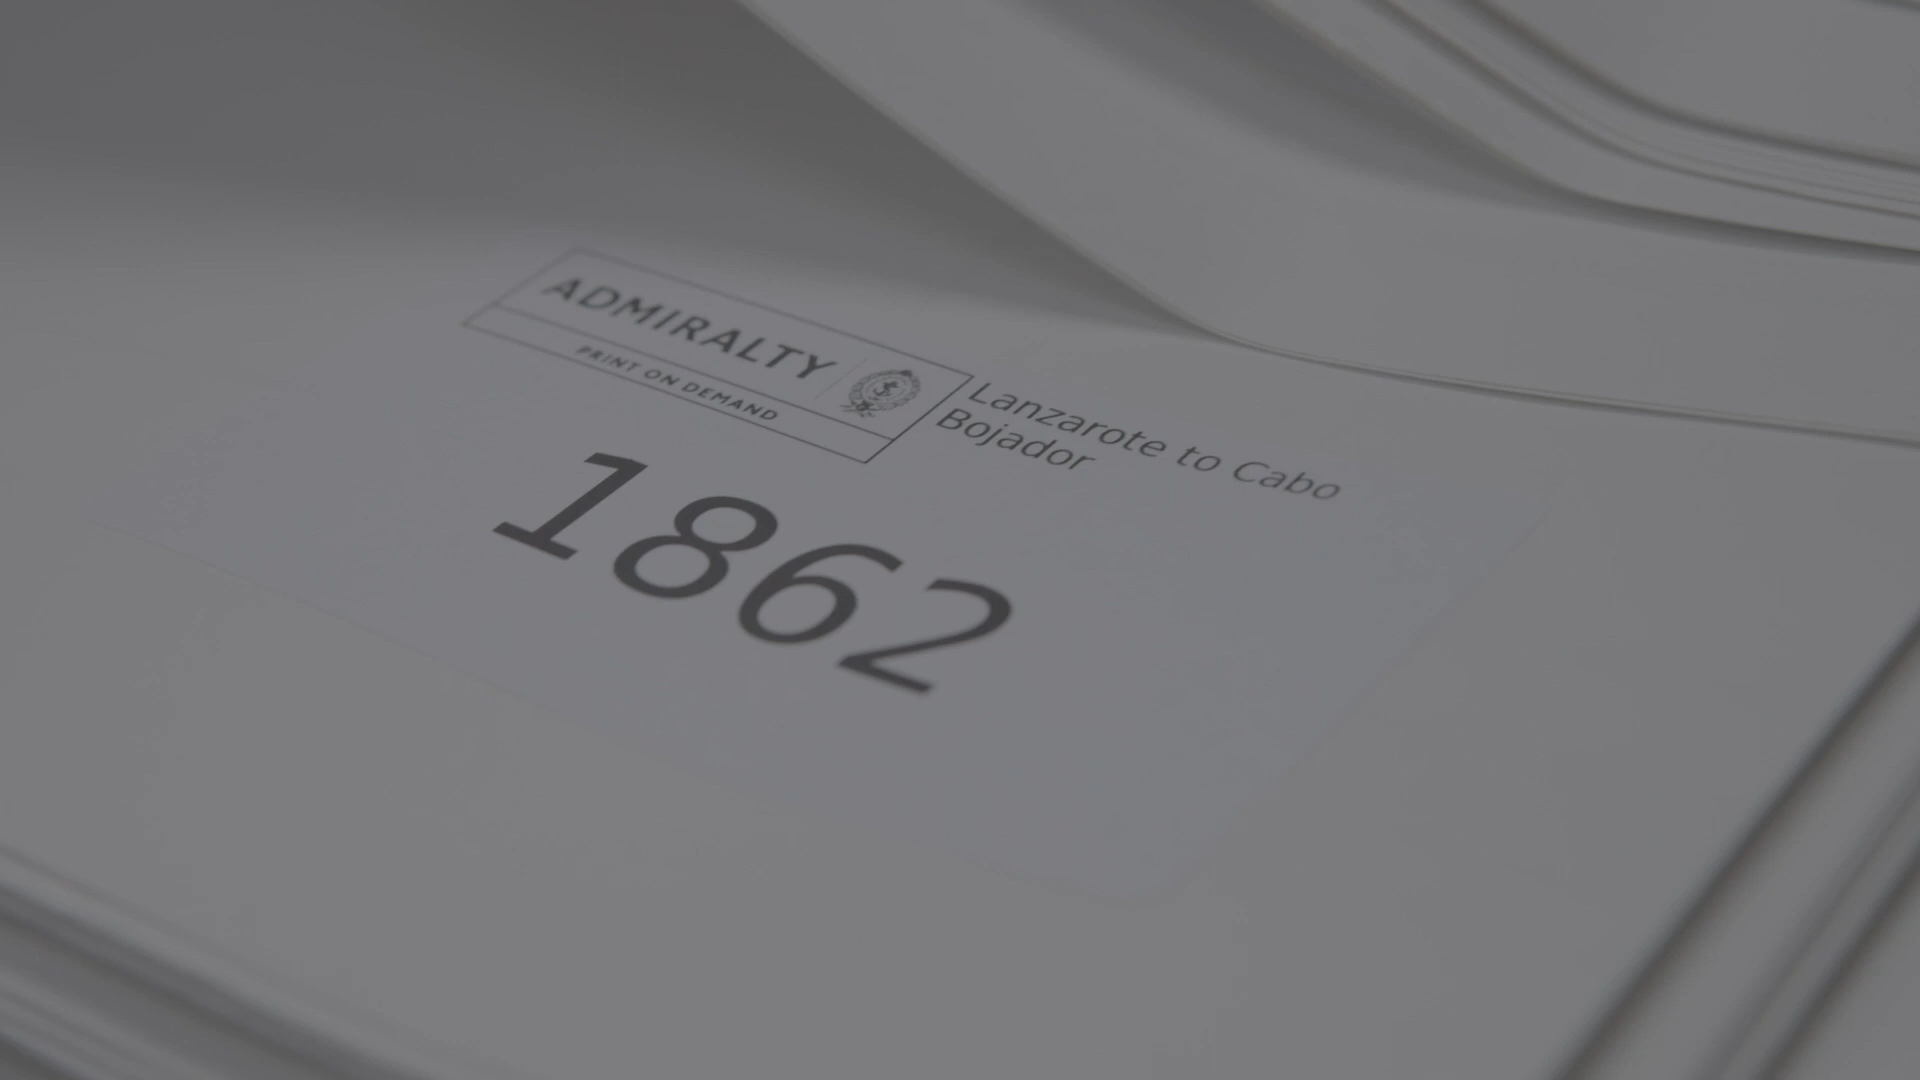 ADMIRALTY
PRINT ON DEMAND
Lanzarote to Cabo
Bojador
1862